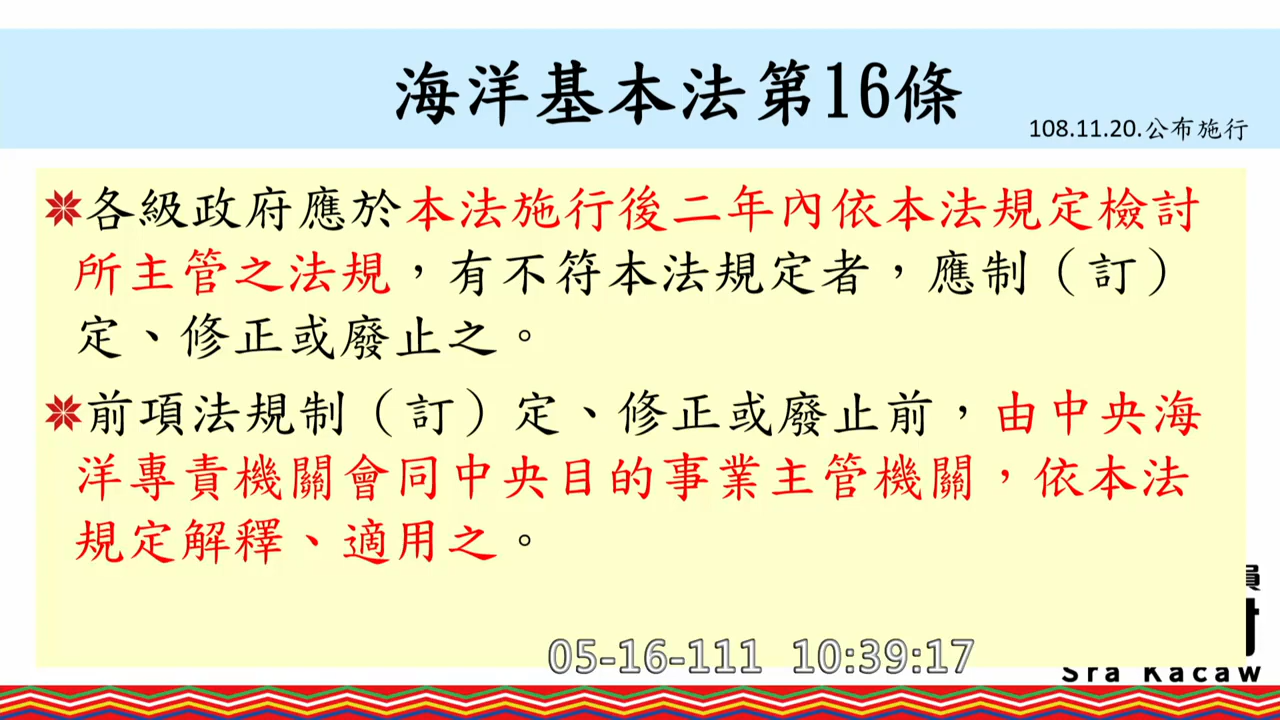 海洋基本法第16條
108.11.20.公布施行
各級政府應於本法施行後二年內依本法規定檢討
所主管之法規，有不符本法規定者，應制（訂）
定、修正或廢止之。
前項法規制（訂）定、修正或廢止前，由中央海
洋專責機關會同中央目的事業主管機關，依本法
規定解釋、適用之。
05-16-111 10:39:17
Sra Kacaw